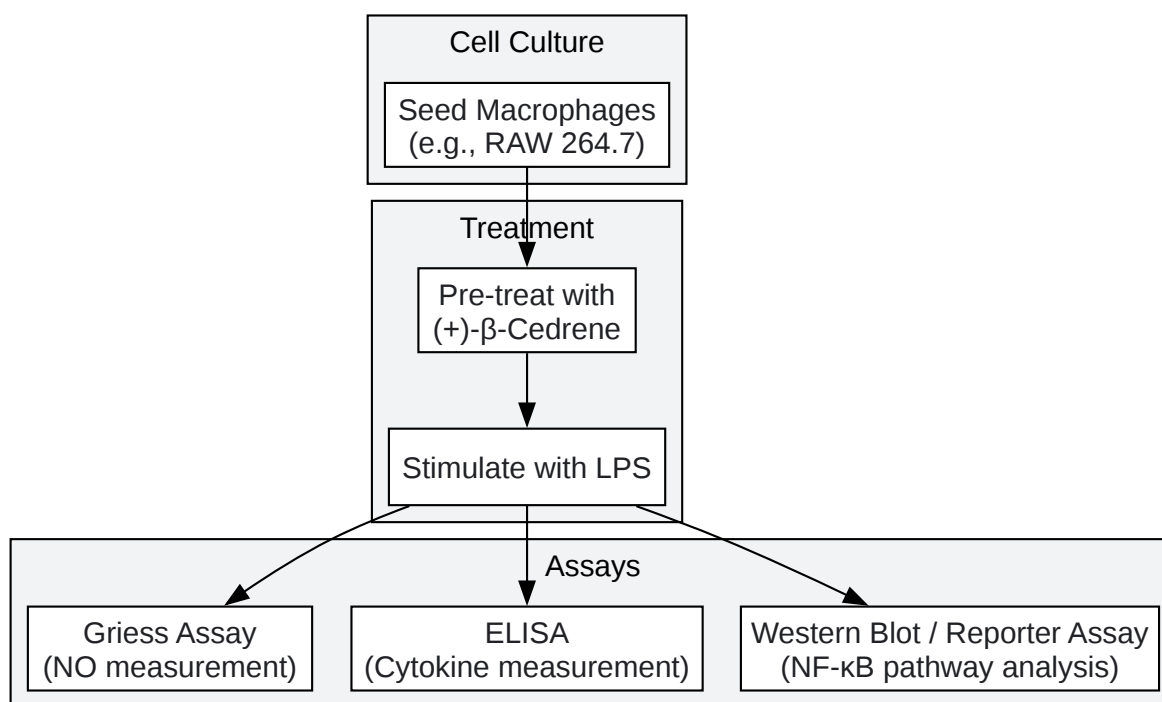 Cell Culture
Seed Macrophages
(e.g., RAW 264.7)
Treatment
Pre-treat with
(+)-β-Cedrene
Stimulate with LPS
Assays
Griess Assay
(NO measurement)
ELISA
(Cytokine measurement)
Western Blot / Reporter Assay
(NF-κB pathway analysis)